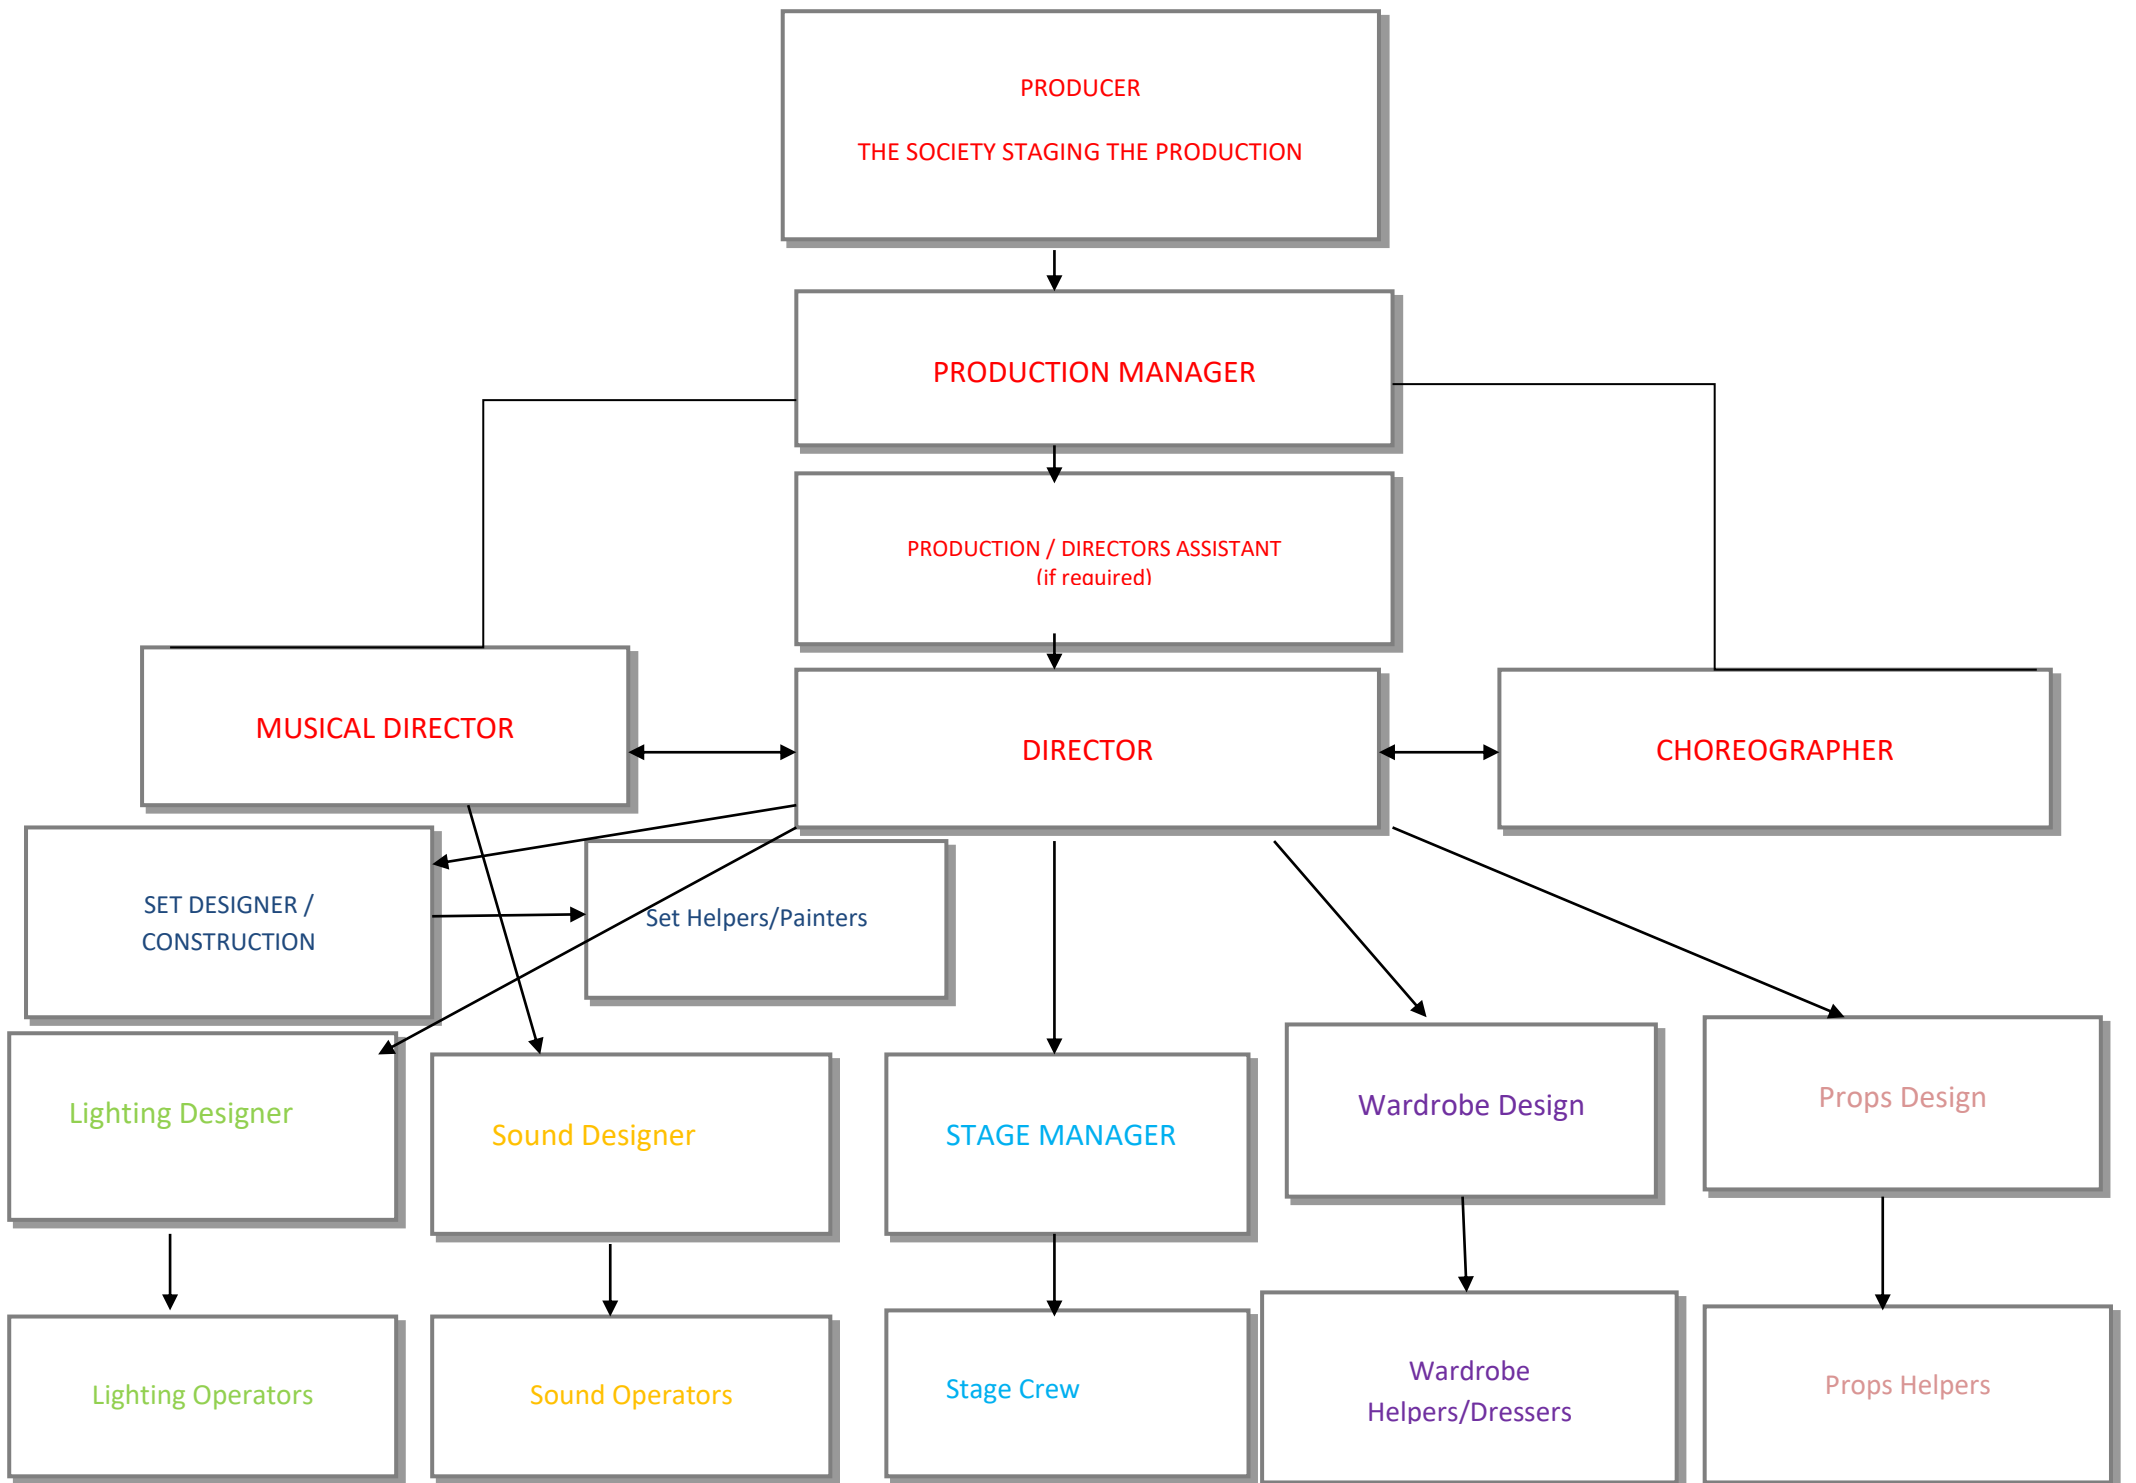 PRODUCER
THE SOCIETY STAGING THE PRODUCTION
PRODUCTION MANAGER
PRODUCTION / DIRECTORS ASSISTANT
(if required)
MUSICAL DIRECTOR
DIRECTOR
CHOREOGRAPHER
SET DESIGNER /
CONSTRUCTION
Set Helpers/Painters
Lighting Designer
Sound Designer
STAGE MANAGER
Wardrobe Design
Props Design
Lighting Operators
Sound Operators
Stage Crew
Wardrobe
Helpers/Dressers
Props Helpers